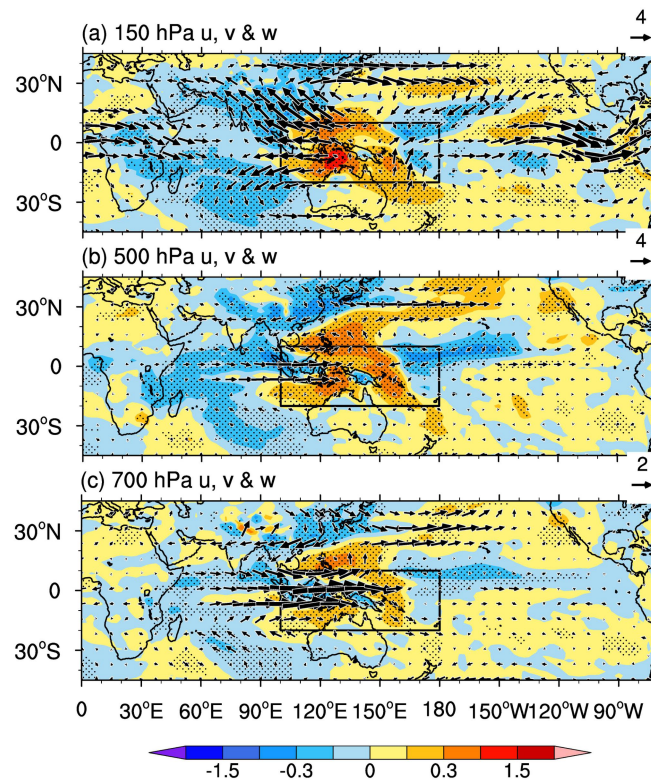 4
(a) 150 hPa u, v & w
30°N
0
30°S
4
(b) 500 hPa u, v & w
30°N
0
30°S
2
(c) 700 hPa u, v & w
30°N
0
30°S
0 30°E 60°E 90°E 120°E 150°E 180 150°W 120°W 90°W
-1.5 -0.3 0 0.3 1.5